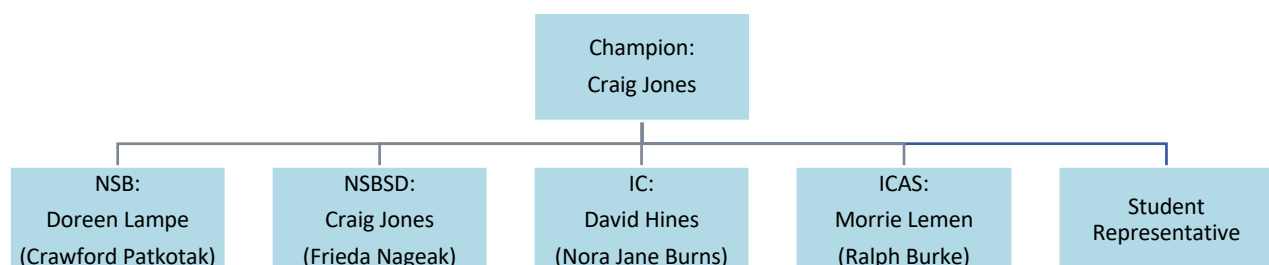 Champion:
Craig Jones
NSB:
Doreen Lampe
(Crawford Patkotak)
NSBSD:
Craig Jones
(Frieda Nageak)
IC:
David Hines
(Nora Jane Burns)
ICAS:
Morrie Lemen
(Ralph Burke)
Student
Representative